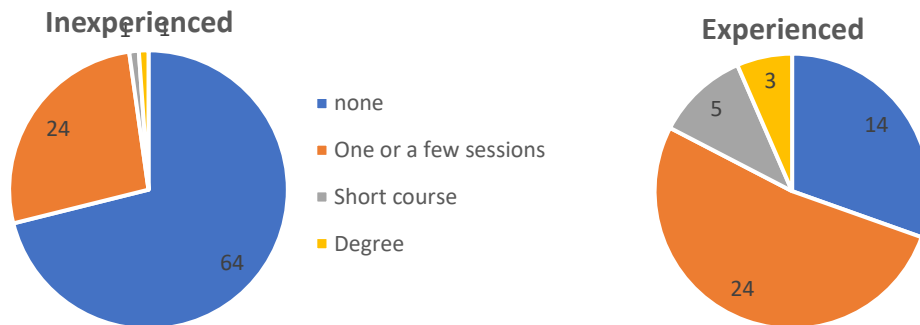 Inexperienced
1 1
24
64
none
One or a few sessions
Short course
Degree
Experienced
3
5
14
24